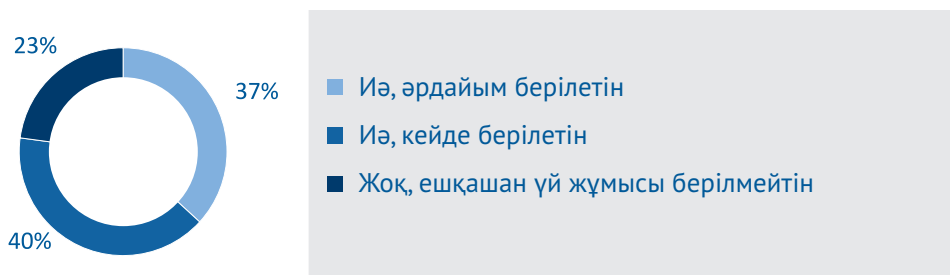 23%
37%
40%
Иә, әрдайым берілетін
Иә, кейде берілетін
Жоқ, ешқашан үй жұмысы берілмейтін